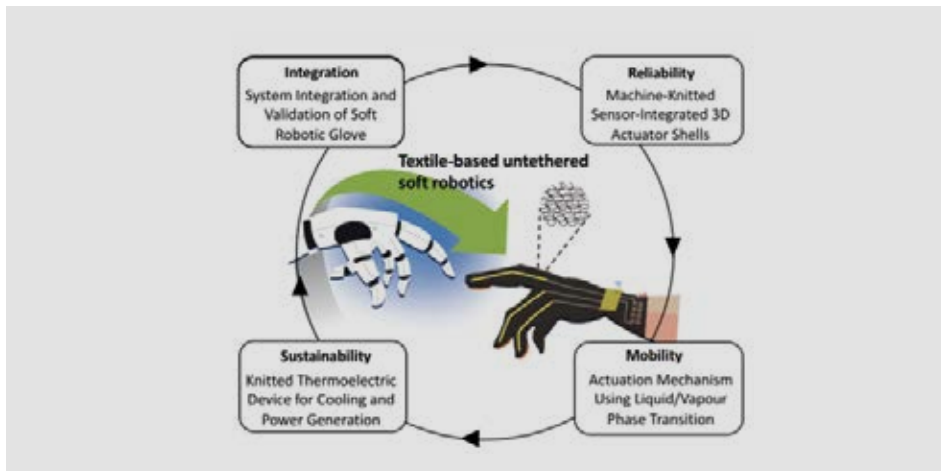 Integration
System Integration and
Validation of Soft
Robotic Glove
Reliability
Machine-Knitted
Sensor-Integrated 3D
Actuator Shells
Textile-based untethered
soft robotics
Sustainability
Knitted Thermoelectric
Device for Cooling and
Power Generation
Mobility
Actuation Mechanism
Using Liquid/Vapour
Phase Transition